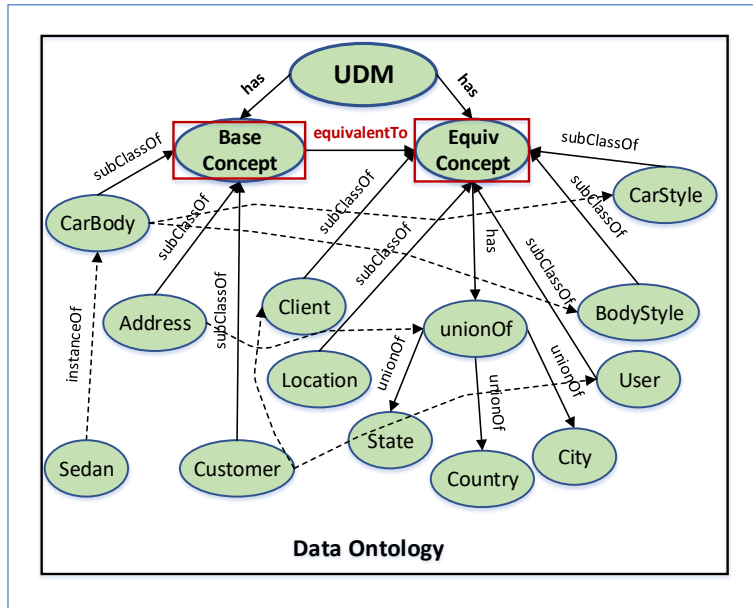 UDM
has
has
Base
Concept
equivalentTo
Equiv
Concept
subClassOf
subClassOf
CarStyle
CarBody
subClassOf
subClassOf
subClassOf
subClassOf
subClassOf
has
subClassOf
Client
BodyStyle
Address
unionOf
instanceOf
Location
unionOf
unionOf
unionOf
User
State
City
Sedan
Customer
Country
Data Ontology